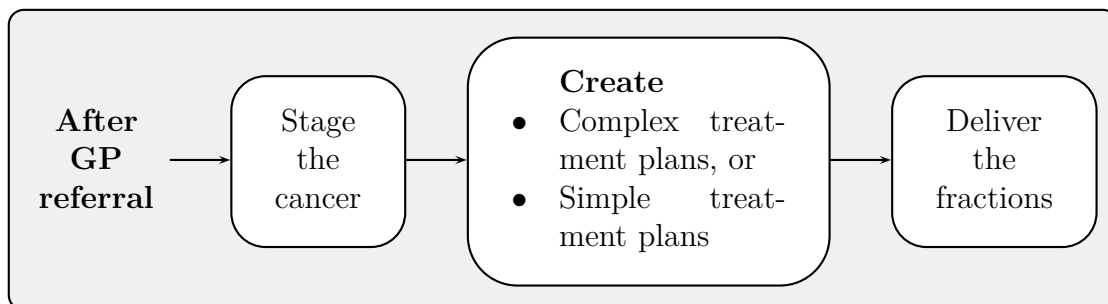 After
GP
referral
Stage
the
cancer
Create
• Complex treat-
ment plans, or
• Simple treat-
ment plans
Deliver
the
fractions